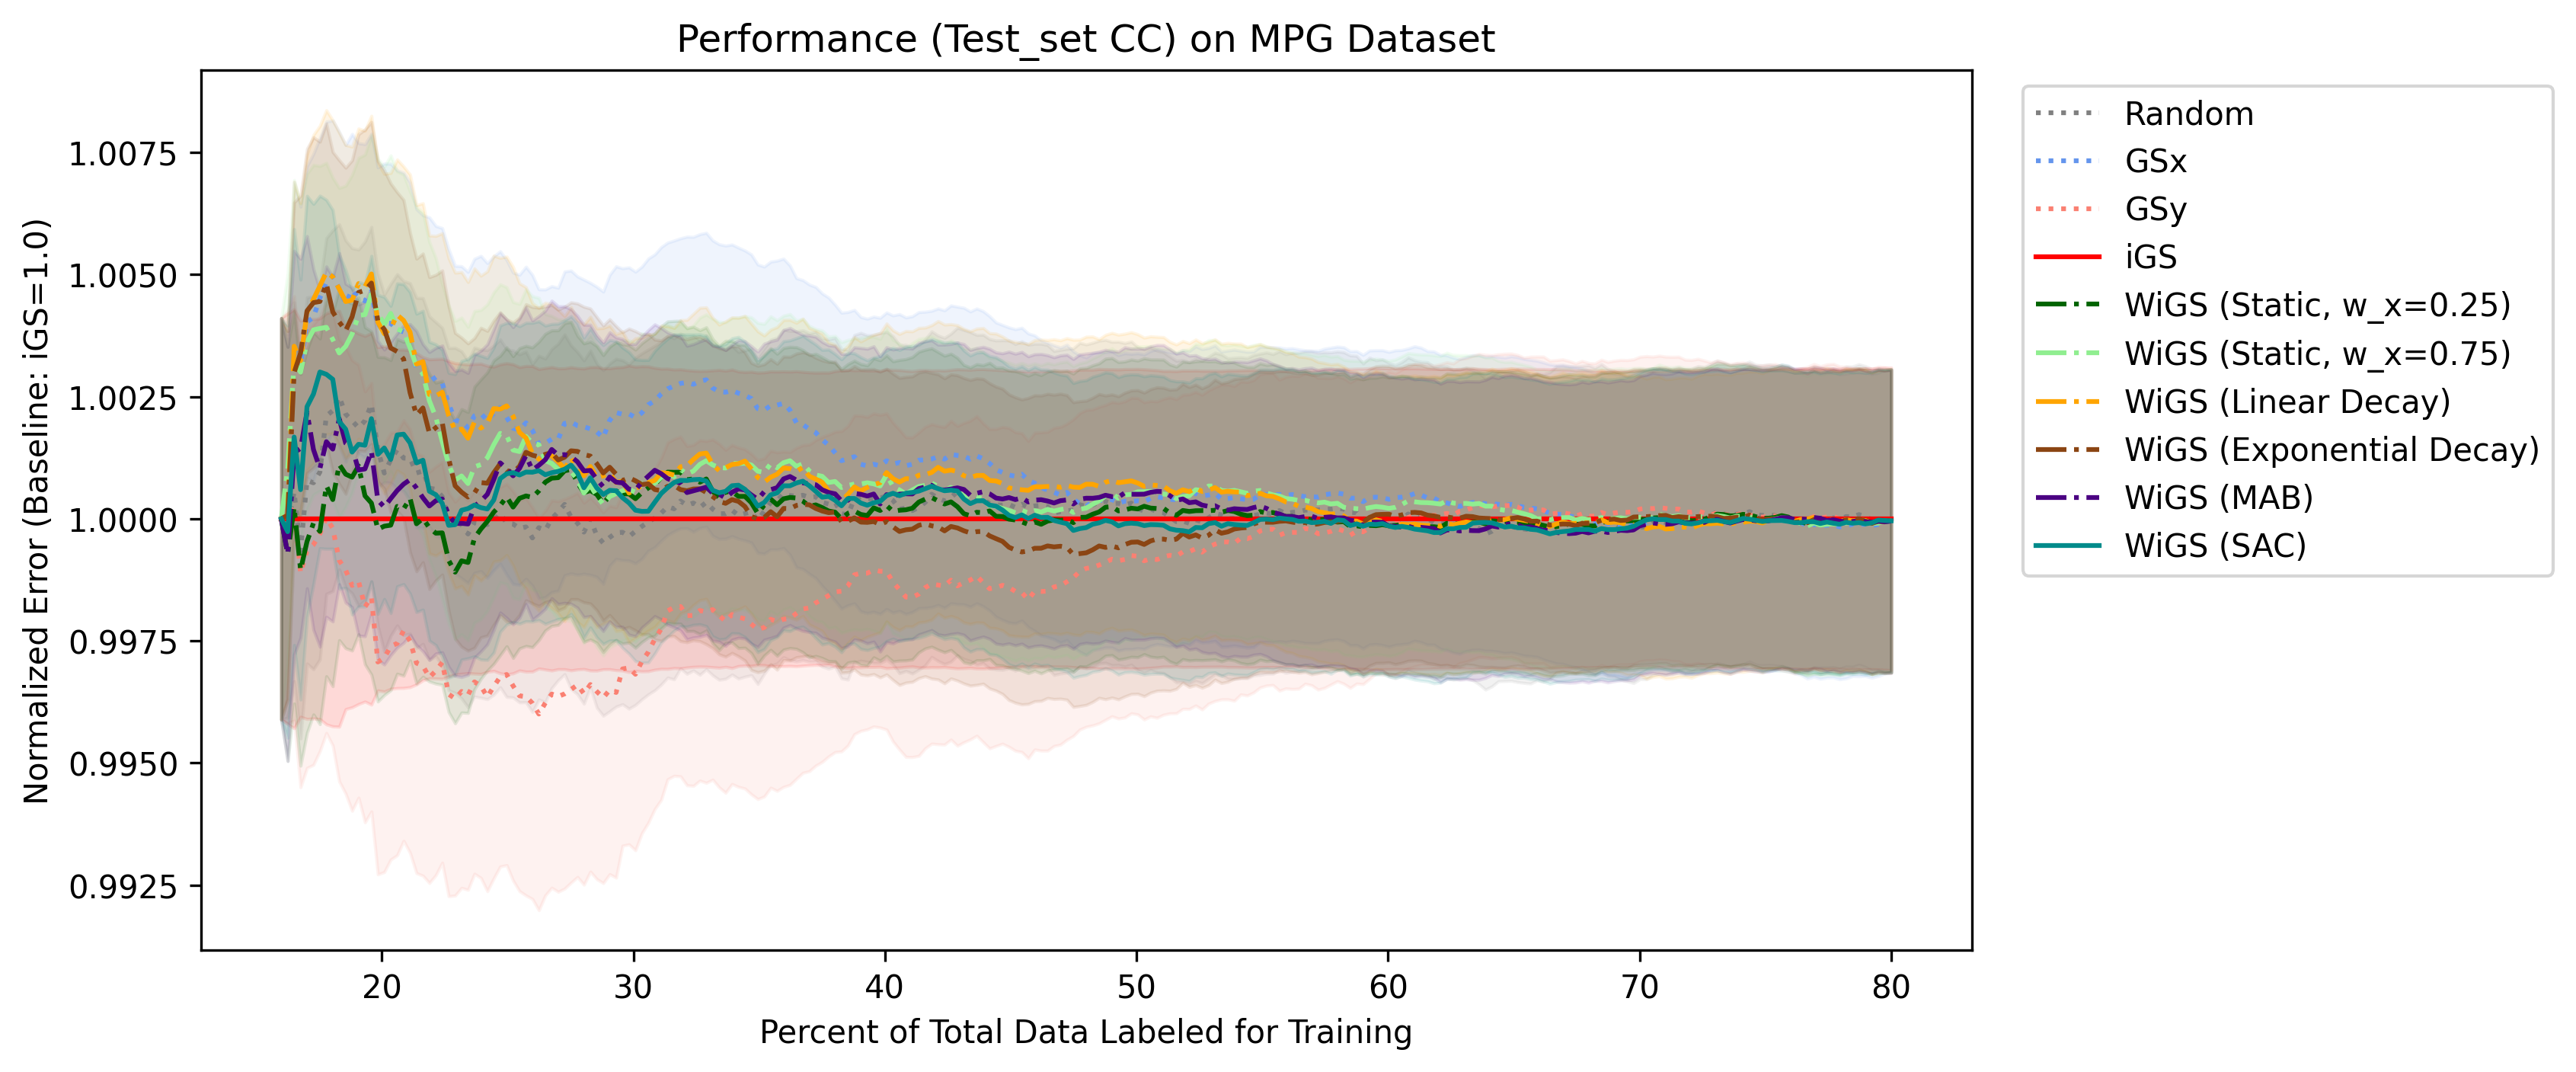 Performance (Test_set CC) on MPG Dataset
Normalized Error (Baseline: iGS=1.0)
1.0075
1.0050
1.0025
1.0000
0.9975
0.9950
0.9925
20 30 40 50 60 70 80
Percent of Total Data Labeled for Training
Random
GSx
GSy
iGS
WiGS (Static, w_x=0.25)
WiGS (Static, w_x=0.75)
WiGS (Linear Decay)
WiGS (Exponential Decay)
WiGS (MAB)
WiGS (SAC)